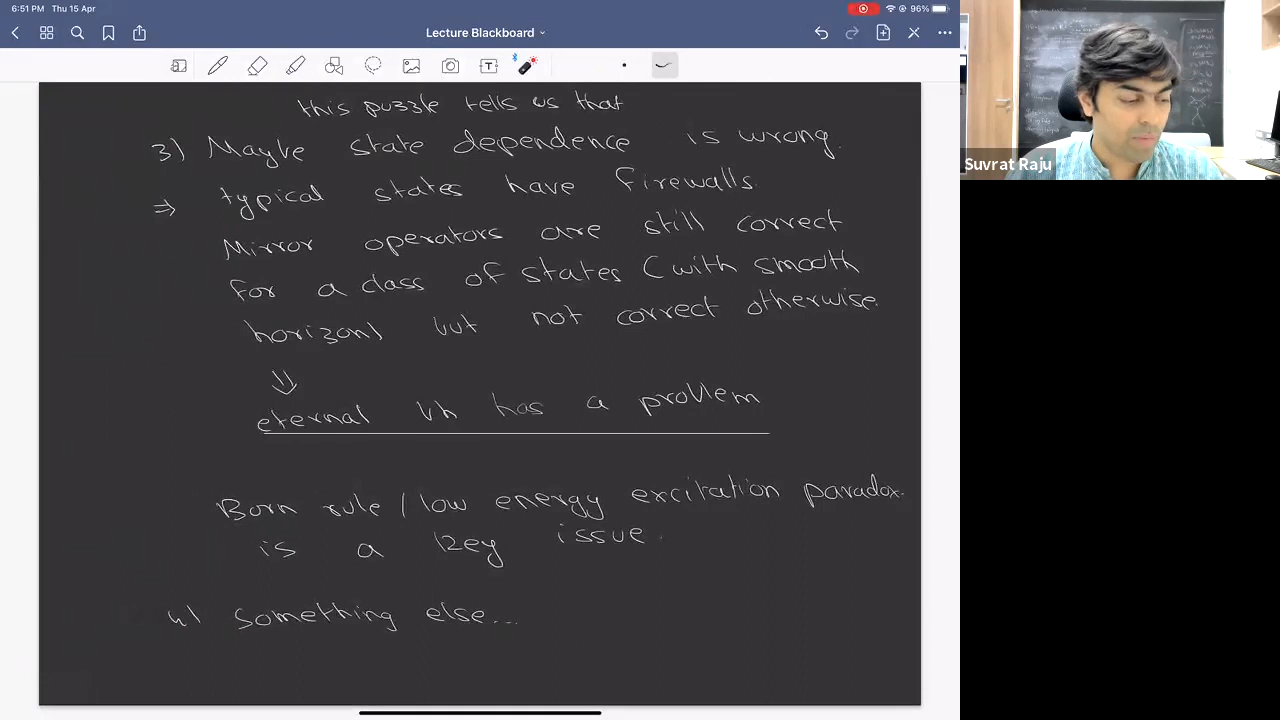 6:51 PM Thu 15 Apr
96%
Lecture Blackboard
this puzzle tells us that
3) Maybe state dependence is wrong.
⇒ typical states have firewalls.
Mirror operators are still correct
for a class of states (with smooth
horizon) but not correct otherwise.
⇓
eternal bh has a problem
Born rule / low energy excitation paradox.
is a key issue.
4) Something else...
Suvrat Raju